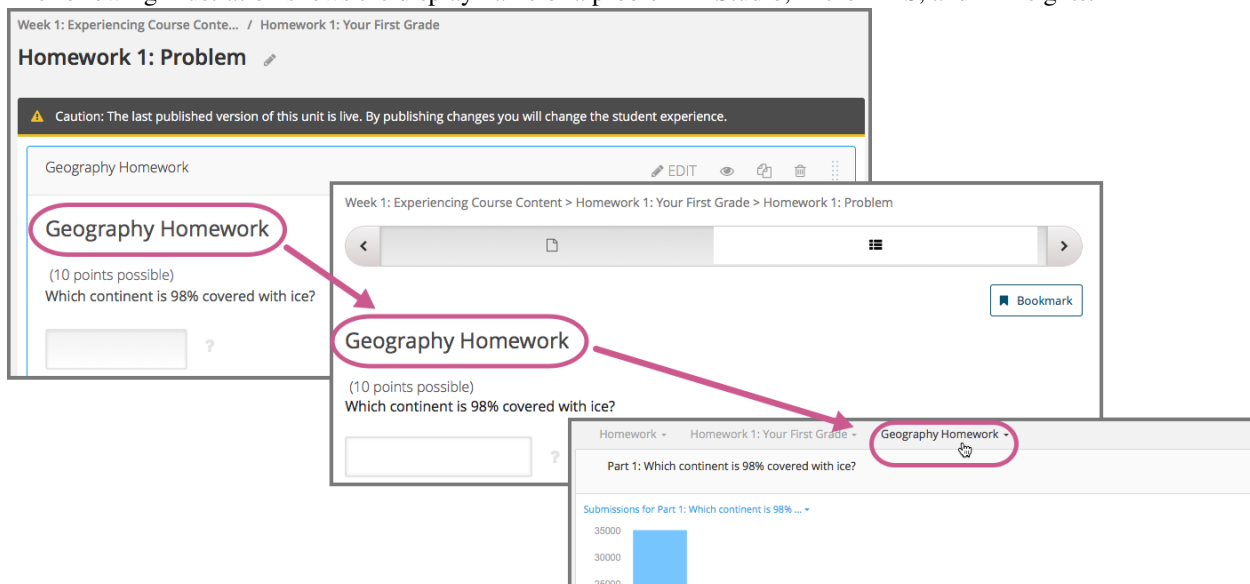 Week 1: Experiencing Course Conte... / Homework 1: Your First Grade
Homework 1: Problem
Caution: The last published version of this unit is live. By publishing changes you will change the student experience.
Geography Homework
EDIT
Geography Homework
(10 points possible)
Which continent is 98% covered with ice?
?
Week 1: Experiencing Course Content > Homework 1: Your First Grade > Homework 1: Problem
Bookmark
Geography Homework
(10 points possible)
Which continent is 98% covered with ice?
?
Homework Homework 1: Your First Grade Geography Homework
Part 1: Which continent is 98% covered with ice?
Submissions for Part 1: Which continent is 98% ...
35000
30000
25000